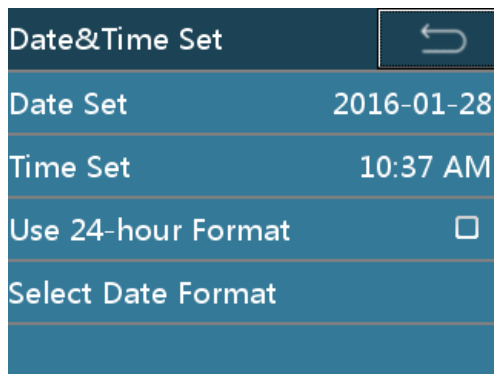 Date&Time Set
Date Set 2016-01-28
Time Set 10:37 AM
Use 24-hour Format
Select Date Format